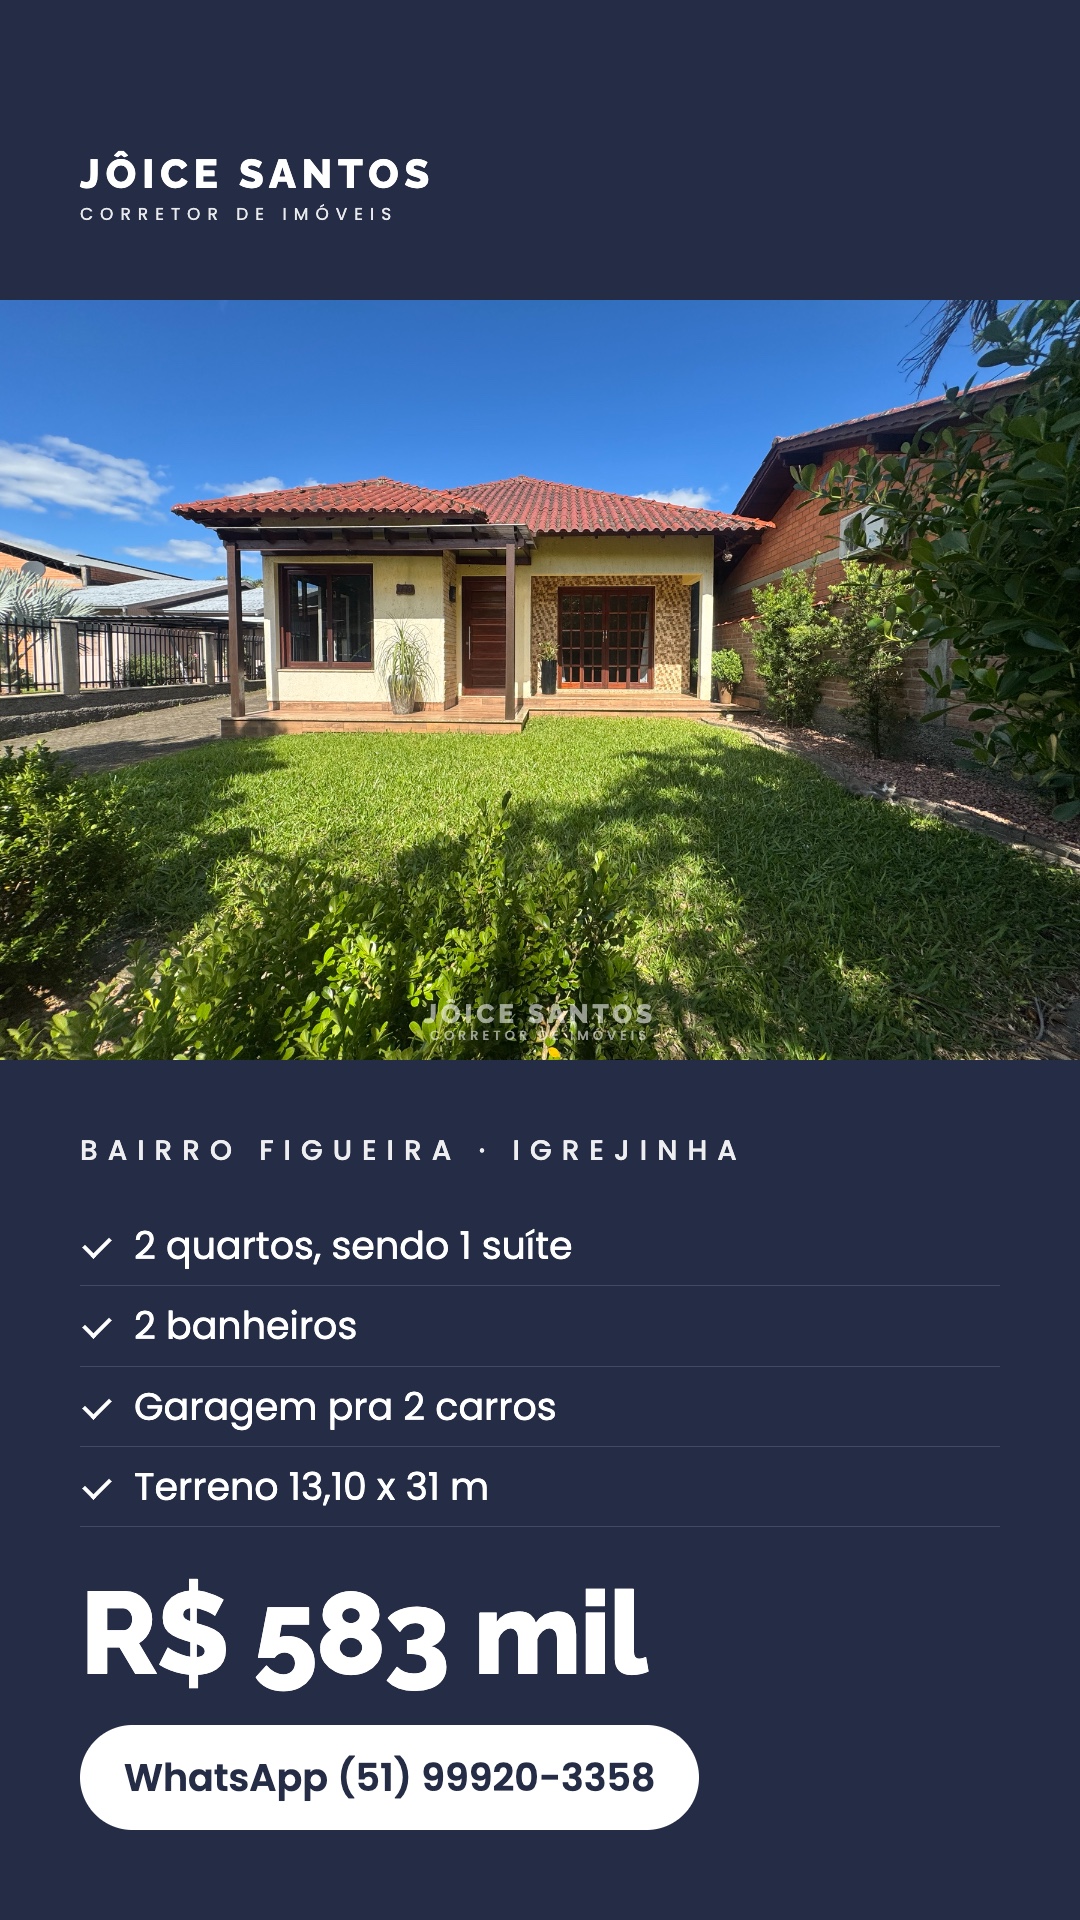 JÔICE SANTOS
CORRETOR DE IMÓVEIS
JÔICE SANTOS
CORRETOR DE IMÓVEIS
BAIRRO FIGUEIRA · IGREJINHA
2 quartos, sendo 1 suíte
2 banheiros
Garagem pra 2 carros
Terreno 13,10 x 31 m
R$ 583 mil
WhatsApp (51) 99920-3358